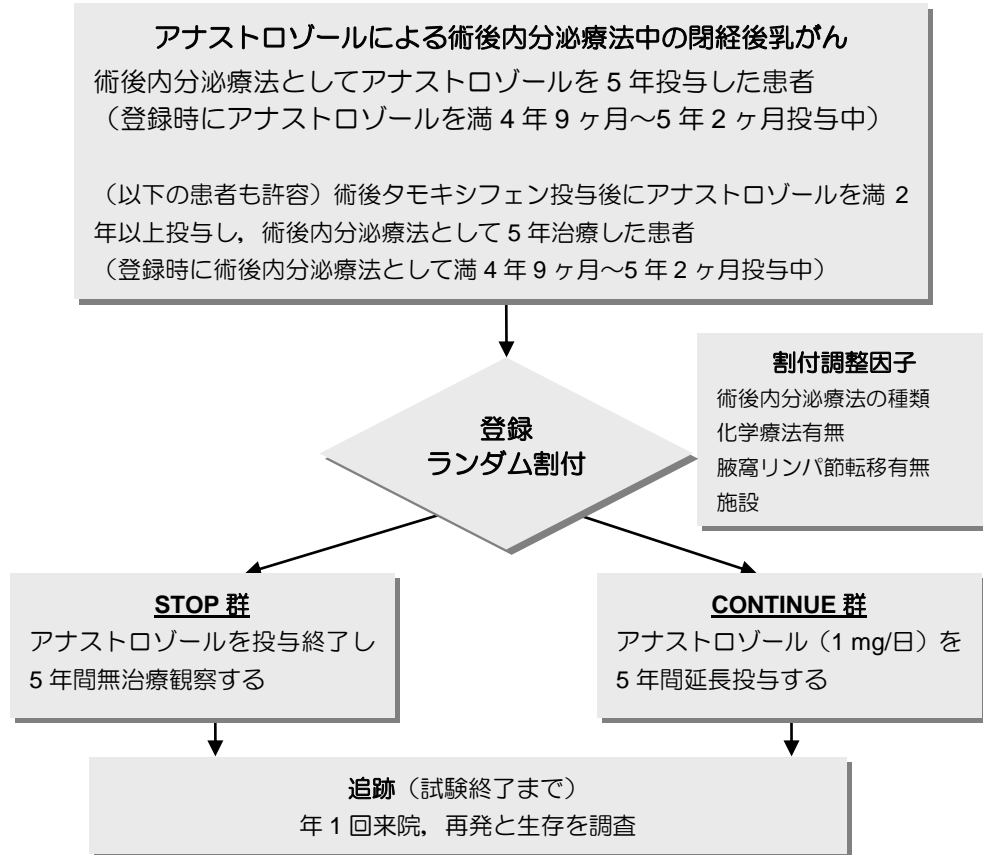 アナストロゾールによる術後内分泌療法中の閉経後乳がん
術後内分泌療法としてアナストロゾールを 5 年投与した患者
（登録時にアナストロゾールを満 4 年 9 ヶ月～5 年 2 ヶ月投与中）
（以下の患者も許容）術後タモキシフェン投与後にアナストロゾールを満 2
年以上投与し，術後内分泌療法として 5 年治療した患者
（登録時に術後内分泌療法として満 4 年 9 ヶ月～5 年 2 ヶ月投与中）
割付調整因子
術後内分泌療法の種類
化学療法有無
腋窩リンパ節転移有無
施設
登録
ランダム割付
STOP 群
アナストロゾールを投与終了し
5 年間無治療観察する
CONTINUE 群
アナストロゾール（1 mg/日）を
5 年間延長投与する
追跡（試験終了まで）
年 1 回来院，再発と生存を調査